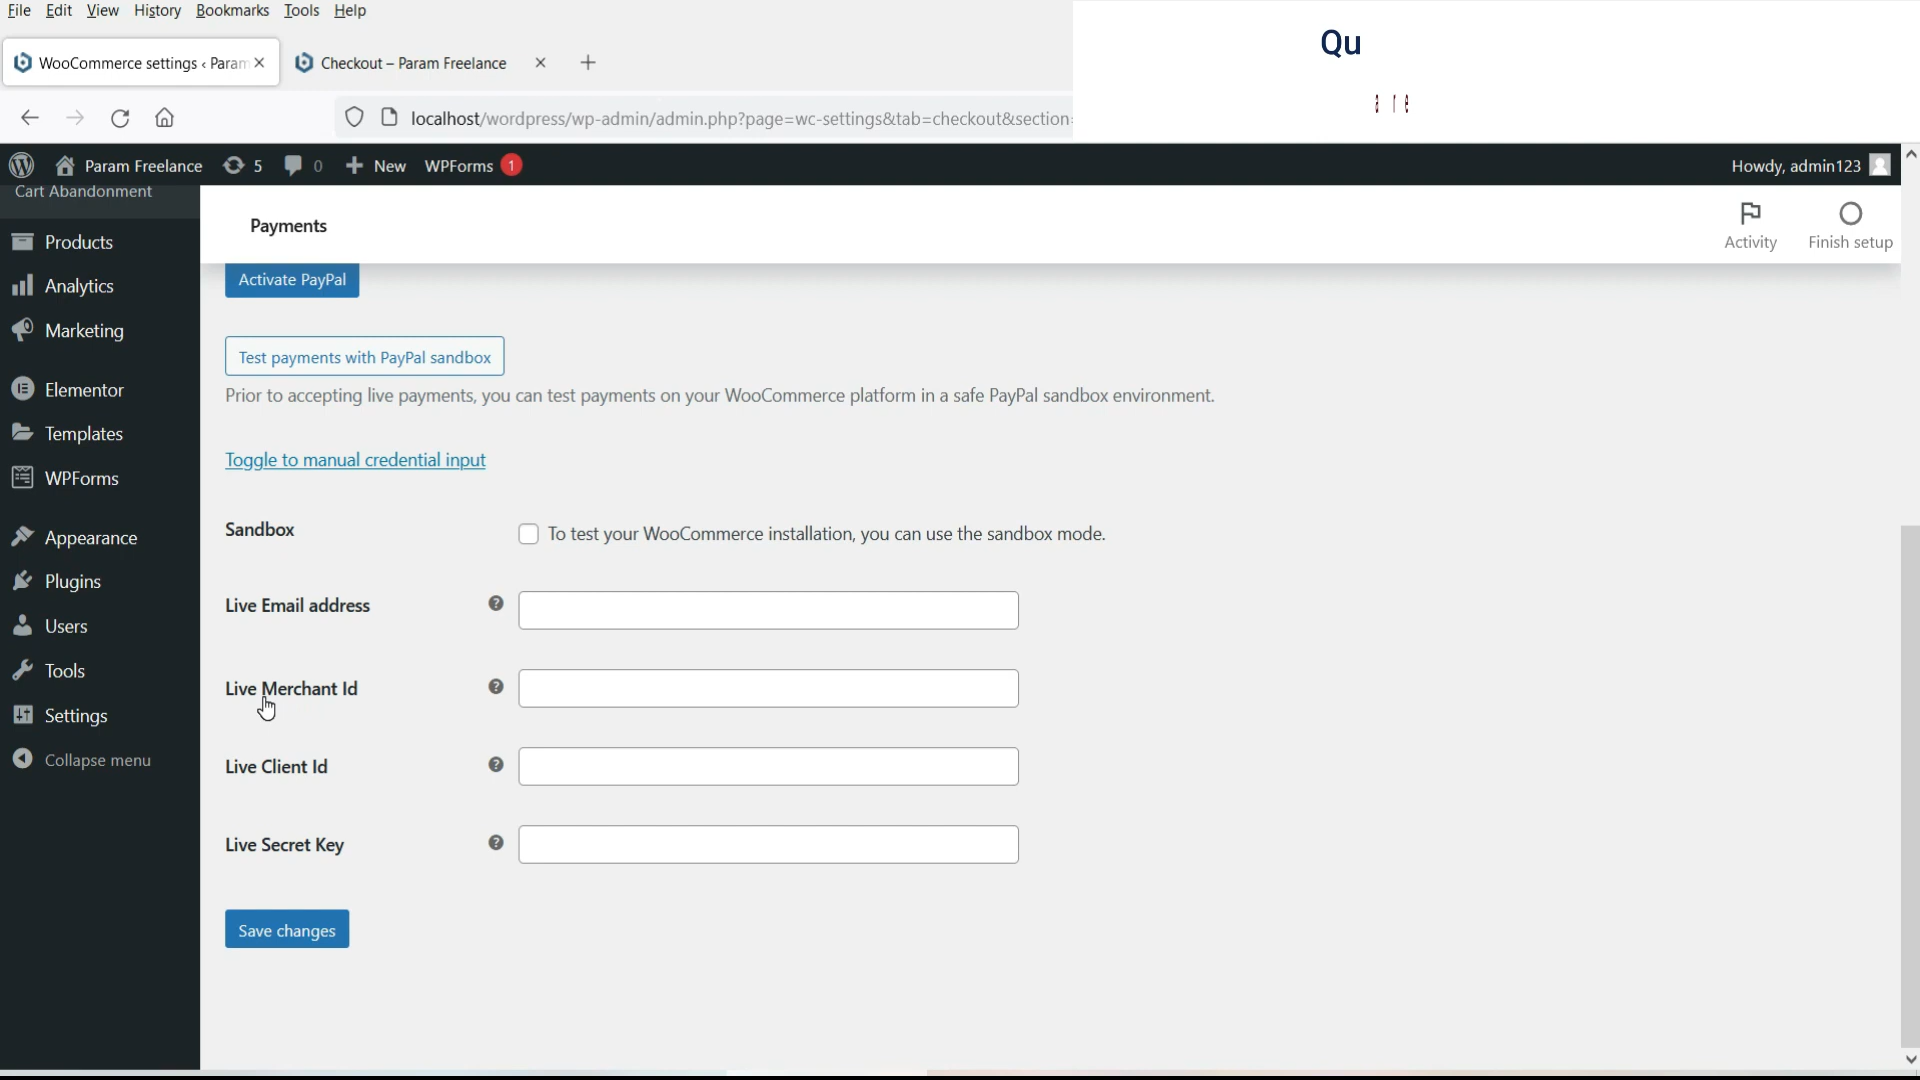 File Edit View History Bookmarks Tools Help
Qu
WooCommerce settings ‹ Param
Checkout – Param Freelance
a r e
localhost/wordpress/wp-admin/admin.php?page=wc-settings&tab=checkout&section=
Param Freelance 5 0 New WPForms 1
Howdy, admin123
Cart Abandonment
Products
Analytics
Marketing
Elementor
Templates
WPForms
Appearance
Plugins
Users
Tools
Settings
Collapse menu
Payments
Activity
Finish setup
Activate PayPal
Test payments with PayPal sandbox
Prior to accepting live payments, you can test payments on your WooCommerce platform in a safe PayPal sandbox environment.
Toggle to manual credential input
Sandbox
To test your WooCommerce installation, you can use the sandbox mode.
Live Email address
Live Merchant Id
Live Client Id
Live Secret Key
Save changes